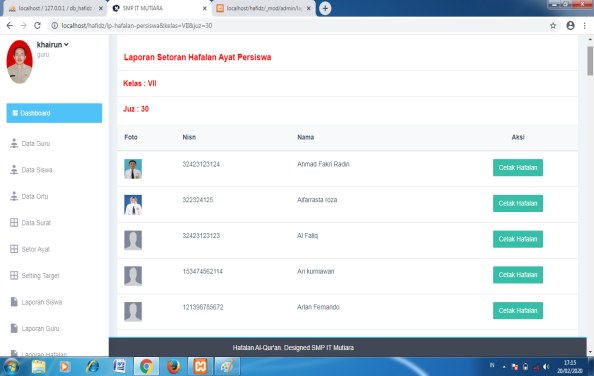 localhost / 127.0.0.1 / db_hafidz
SMP IT MUTIARA
localhost/hafidz/_mod/admin/
localhost/hafidz/lp-hafalan-persiswa&kelas=VII&juz=30
khairun
guru
Dashboard
Data Guru
Data Siswa
Data Ortu
Data Surat
Setor Ayat
Setting Target
Laporan Siswa
Laporan Guru
Laporan Hafalan
Laporan Setoran Hafalan Ayat Persiswa
Kelas : VII
Juz : 30
Foto Nisn Nama Aksi
32423123124 Ahmad Fakri Radin Cetak Hafalan
322324125 Alfarrasta roza Cetak Hafalan
32423123123 Al Faliq Cetak Hafalan
153474562114 Ari kurniawan Cetak Hafalan
121398785672 Arlan Fernando Cetak Hafalan
Hafalan Al-Qur'an. Designed SMP IT Mutiara
IN
17:15
20/02/2020